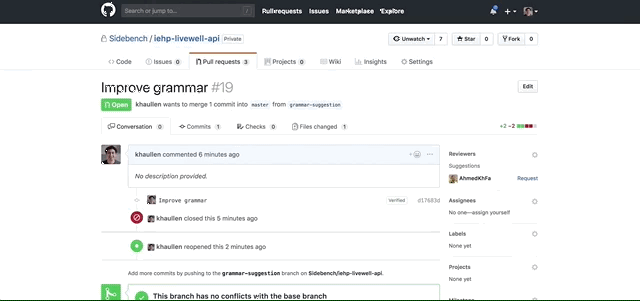 Search or jump to...
Pull requests Issues Marketplace Explore
Sidebench / iehp-livewell-api Private
Unwatch 7 Star 0 Fork 0
Code Issues 0 Pull requests 3 Projects 0 Wiki Insights Settings
Improve grammar #19
Edit
Open khaullen wants to merge 1 commit into master from grammar-suggestion
Conversation 0 Commits 1 Checks 0 Files changed 1 +2 −2
khaullen commented 6 minutes ago
No description provided.
Improve grammar Verified d17683d
khaullen closed this 5 minutes ago
khaullen reopened this 2 minutes ago
Add more commits by pushing to the grammar-suggestion branch on Sidebench/iehp-livewell-api.
This branch has no conflicts with the base branch
Reviewers
Suggestions
AhmedKhFa Request
Assignees
No one—assign yourself
Labels
None yet
Projects
None yet